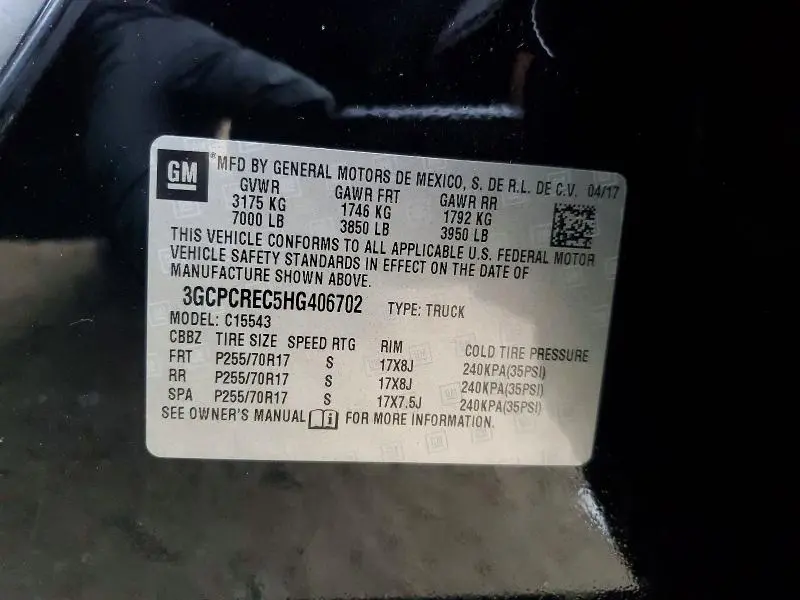 GM *MFD BY GENERAL MOTORS DE MEXICO, S. DE R.L. DE C.V. 04/17
GVWR GAWR FRT GAWR RR
3175 KG 1746 KG 1792 KG
7000 LB 3850 LB 3950 LB
THIS VEHICLE CONFORMS TO ALL APPLICABLE U.S. FEDERAL MOTOR
VEHICLE SAFETY STANDARDS IN EFFECT ON THE DATE OF
MANUFACTURE SHOWN ABOVE.
3GCPCREC5HG406702 TYPE: TRUCK
MODEL: C15543
CBBZ TIRE SIZE SPEED RTG RIM COLD TIRE PRESSURE
FRT P255/70R17 S 17X8J 240KPA(35PSI)
RR P255/70R17 S 17X8J 240KPA(35PSI)
SPA P255/70R17 S 17X7.5J 240KPA(35PSI)
SEE OWNER'S MANUAL i FOR MORE INFORMATION.